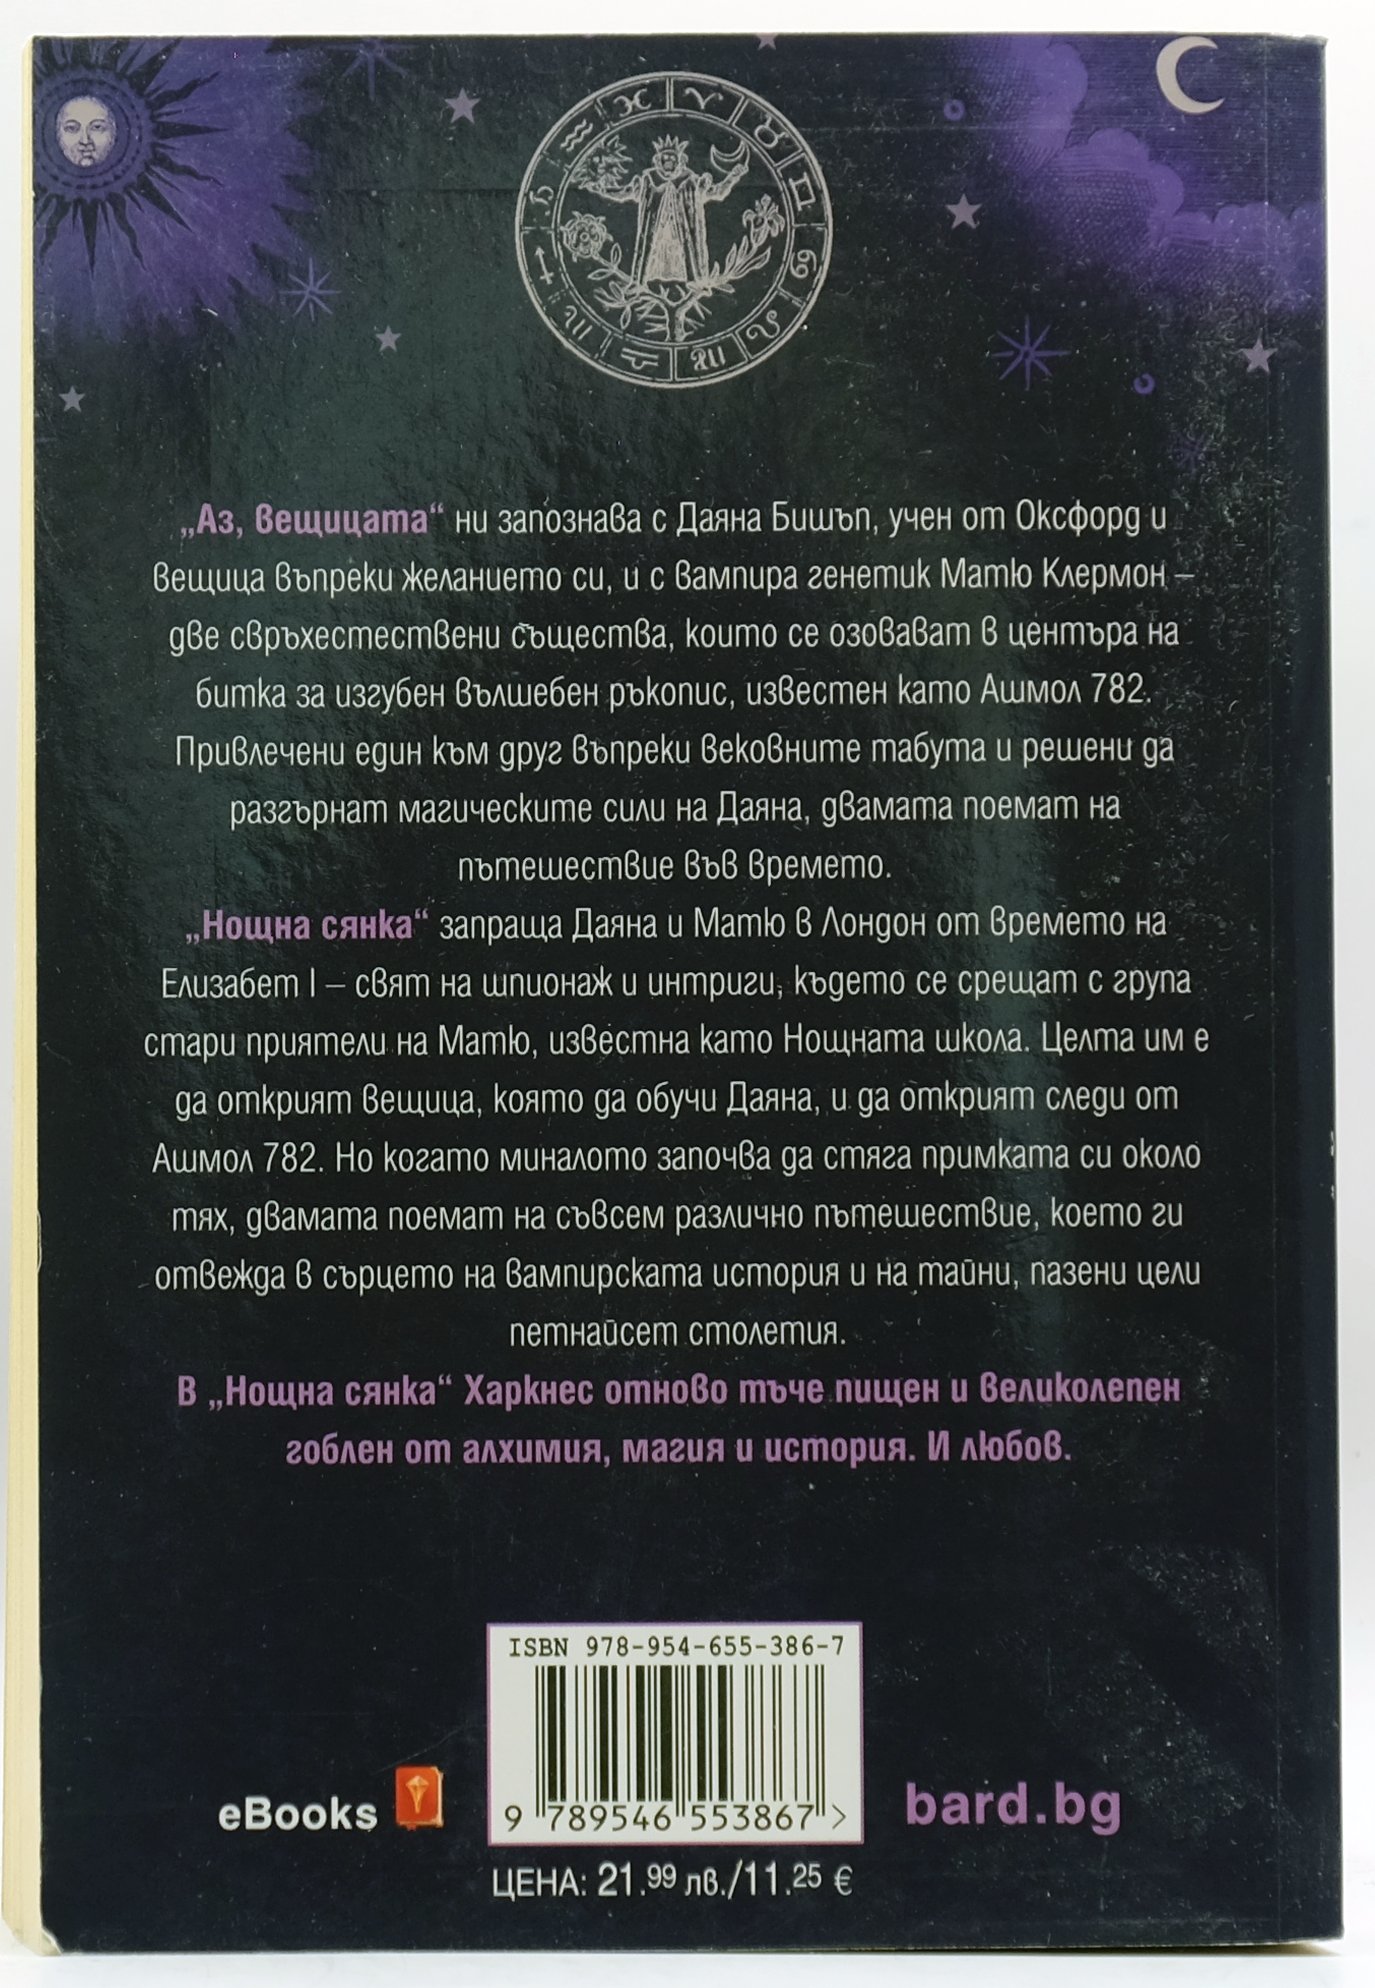 „Аз, вещицата“ ни запознава с Даяна Бишъп, учен от Оксфорд и
вещица въпреки желанието си, и с вампира генетик Матю Клермон –
две свръхестествени същества, които се озовават в центъра на
битка за изгубен вълшебен ръкопис, известен като Ашмол 782.
Привлечени един към друг въпреки вековните табута и решени да
разгърнат магическите сили на Даяна, двамата поемат на
пътешествие във времето.
„Нощна сянка“ запраща Даяна и Матю в Лондон от времето на
Елизабет I – свят на шпионаж и интриги, където се срещат с група
стари приятели на Матю, известна като Нощната школа. Целта им е
да открият вещица, която да обучи Даяна, и да открият следи от
Ашмол 782. Но когато миналото започва да стяга примката си около
тях, двамата поемат на съвсем различно пътешествие, което ги
отвежда в сърцето на вампирската история и на тайни, пазени цели
петнайсет столетия.
В „Нощна сянка“ Харкнес отново тъче пищен и великолепен
гоблен от алхимия, магия и история. И любов.
ISBN 978-954-655-386-7
9 789546 553867 >
eBooks
bard.bg
ЦЕНА: 21.99 лв./11.25 €